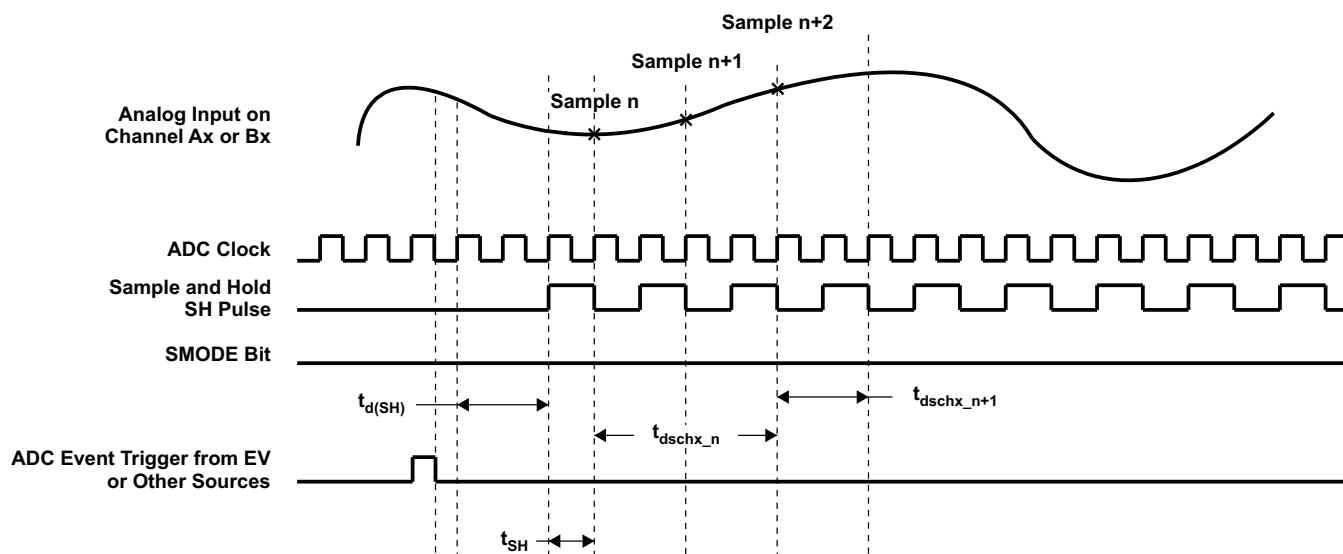 Sample n+2
Sample n+1
Sample n
Analog Input on
Channel Ax or Bx
ADC Clock
Sample and Hold
SH Pulse
SMODE Bit
td(SH)
tdschx_n+1
tdschx_n
ADC Event Trigger from EV
or Other Sources
tSH